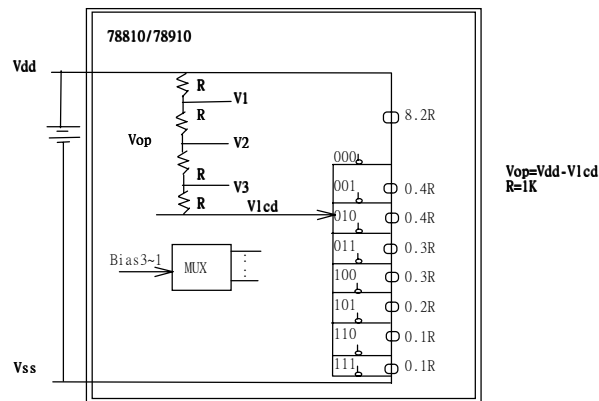 78810/78910
Vdd
R
V1
R
8.2R
Vop
V2
000
R
V3
001
0.4R
Vop=Vdd-Vlcd
R=1K
R
Vlcd
010
0.4R
011
0.3R
Bias3~1
MUX
100
0.3R
101
0.2R
110
0.1R
Vss
111
0.1R